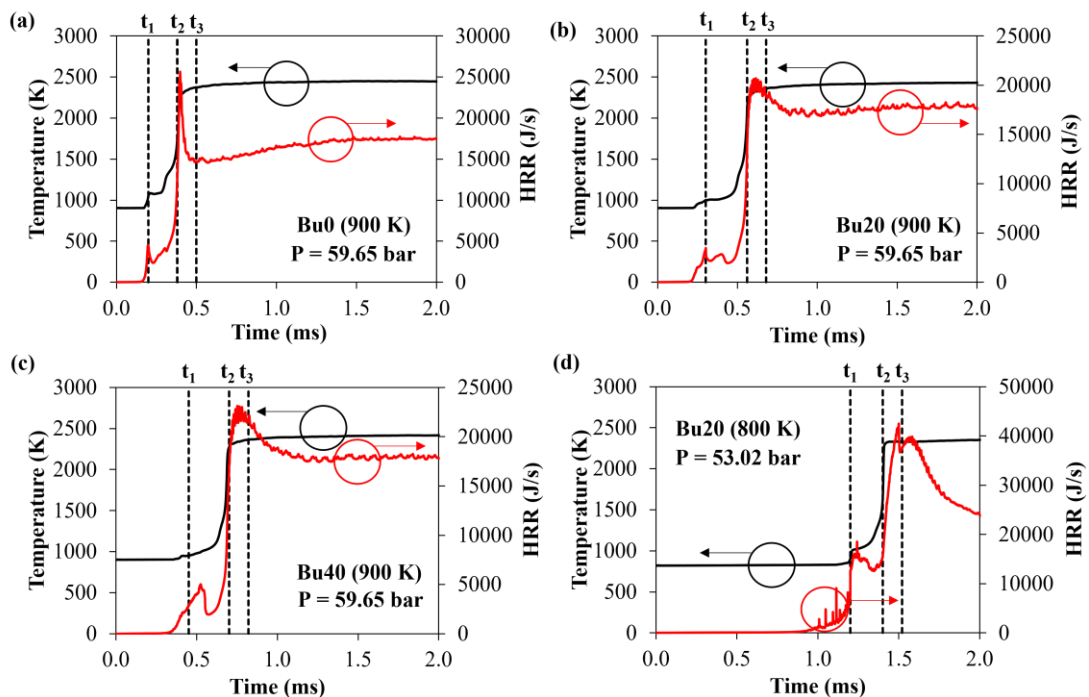 (a)
t1 t2 t3
3000
2500
2000
1500
1000
500
0
Temperature (K)
30000
25000
20000
15000
10000
5000
0
HRR (J/s)
Bu0 (900 K)
P = 59.65 bar
0.0 0.5 1.0 1.5 2.0
Time (ms)
(b)
t1 t2 t3
3000
2500
2000
1500
1000
500
0
Temperature (K)
25000
20000
15000
10000
5000
0
HRR (J/s)
Bu20 (900 K)
P = 59.65 bar
0.0 0.5 1.0 1.5 2.0
Time (ms)
(c)
t1 t2 t3
3000
2500
2000
1500
1000
500
0
Temperature (K)
25000
20000
15000
10000
5000
0
HRR (J/s)
Bu40 (900 K)
P = 59.65 bar
0.0 0.5 1.0 1.5 2.0
Time (ms)
(d)
t1 t2 t3
3000
2500
2000
1500
1000
500
0
Temperature (K)
50000
40000
30000
20000
10000
0
HRR (J/s)
Bu20 (800 K)
P = 53.02 bar
0.0 0.5 1.0 1.5 2.0
Time (ms)